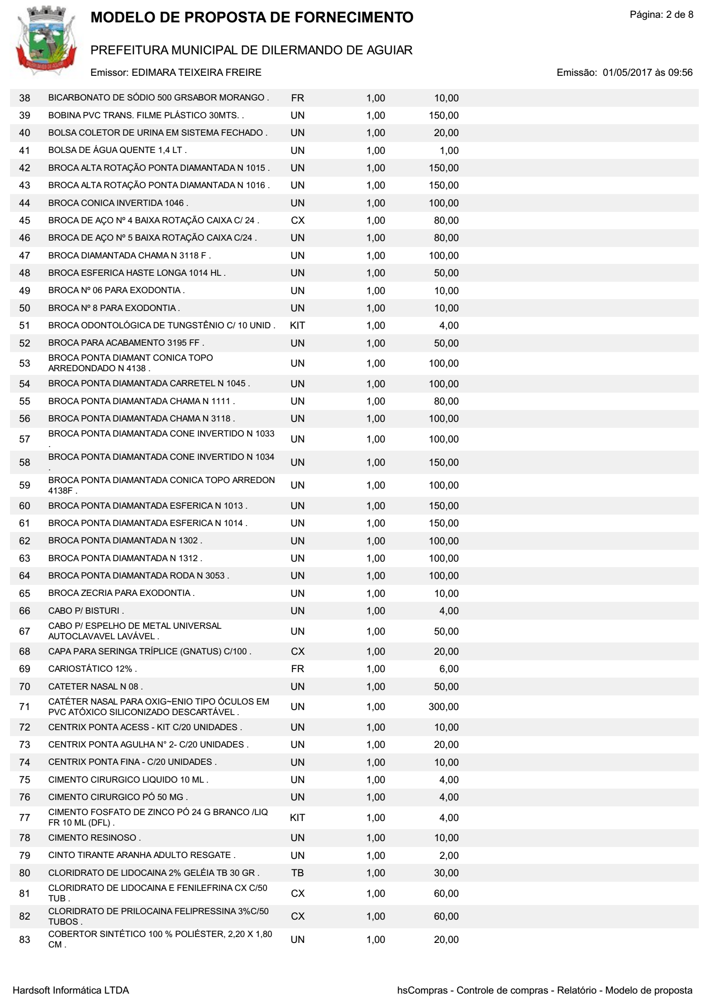 MODELO DE PROPOSTA DE FORNECIMENTO
Página: 2 de 8
PREFEITURA MUNICIPAL DE DILERMANDO DE AGUIAR
Emissor: EDIMARA TEIXEIRA FREIRE
Emissão: 01/05/2017 às 09:56
DILERMANDO DE AGUIAR
38 BICARBONATO DE SÓDIO 500 GRSABOR MORANGO . FR 1,00 10,00
39 BOBINA PVC TRANS. FILME PLÁSTICO 30MTS. . UN 1,00 150,00
40 BOLSA COLETOR DE URINA EM SISTEMA FECHADO . UN 1,00 20,00
41 BOLSA DE ÁGUA QUENTE 1,4 LT . UN 1,00 1,00
42 BROCA ALTA ROTAÇÃO PONTA DIAMANTADA N 1015 . UN 1,00 150,00
43 BROCA ALTA ROTAÇÃO PONTA DIAMANTADA N 1016 . UN 1,00 150,00
44 BROCA CONICA INVERTIDA 1046 . UN 1,00 100,00
45 BROCA DE AÇO Nº 4 BAIXA ROTAÇÃO CAIXA C/ 24 . CX 1,00 80,00
46 BROCA DE AÇO Nº 5 BAIXA ROTAÇÃO CAIXA C/24 . UN 1,00 80,00
47 BROCA DIAMANTADA CHAMA N 3118 F . UN 1,00 100,00
48 BROCA ESFERICA HASTE LONGA 1014 HL . UN 1,00 50,00
49 BROCA Nº 06 PARA EXODONTIA . UN 1,00 10,00
50 BROCA Nº 8 PARA EXODONTIA . UN 1,00 10,00
51 BROCA ODONTOLÓGICA DE TUNGSTÊNIO C/ 10 UNID . KIT 1,00 4,00
52 BROCA PARA ACABAMENTO 3195 FF . UN 1,00 50,00
53 BROCA PONTA DIAMANT CONICA TOPO
ARREDONDADO N 4138 . UN 1,00 100,00
54 BROCA PONTA DIAMANTADA CARRETEL N 1045 . UN 1,00 100,00
55 BROCA PONTA DIAMANTADA CHAMA N 1111 . UN 1,00 80,00
56 BROCA PONTA DIAMANTADA CHAMA N 3118 . UN 1,00 100,00
57 BROCA PONTA DIAMANTADA CONE INVERTIDO N 1033
. UN 1,00 100,00
58 BROCA PONTA DIAMANTADA CONE INVERTIDO N 1034
. UN 1,00 150,00
59 BROCA PONTA DIAMANTADA CONICA TOPO ARREDON
4138F . UN 1,00 100,00
60 BROCA PONTA DIAMANTADA ESFERICA N 1013 . UN 1,00 150,00
61 BROCA PONTA DIAMANTADA ESFERICA N 1014 . UN 1,00 150,00
62 BROCA PONTA DIAMANTADA N 1302 . UN 1,00 100,00
63 BROCA PONTA DIAMANTADA N 1312 . UN 1,00 100,00
64 BROCA PONTA DIAMANTADA RODA N 3053 . UN 1,00 100,00
65 BROCA ZECRIA PARA EXODONTIA . UN 1,00 10,00
66 CABO P/ BISTURI . UN 1,00 4,00
67 CABO P/ ESPELHO DE METAL UNIVERSAL
AUTOCLAVAVEL LAVÁVEL . UN 1,00 50,00
68 CAPA PARA SERINGA TRÍPLICE (GNATUS) C/100 . CX 1,00 20,00
69 CARIOSTÁTICO 12% . FR 1,00 6,00
70 CATETER NASAL N 08 . UN 1,00 50,00
71 CATÉTER NASAL PARA OXIG~ENIO TIPO ÓCULOS EM
PVC ATÓXICO SILICONIZADO DESCARTÁVEL . UN 1,00 300,00
72 CENTRIX PONTA ACESS - KIT C/20 UNIDADES . UN 1,00 10,00
73 CENTRIX PONTA AGULHA N° 2- C/20 UNIDADES . UN 1,00 20,00
74 CENTRIX PONTA FINA - C/20 UNIDADES . UN 1,00 10,00
75 CIMENTO CIRURGICO LIQUIDO 10 ML . UN 1,00 4,00
76 CIMENTO CIRURGICO PÓ 50 MG . UN 1,00 4,00
77 CIMENTO FOSFATO DE ZINCO PÓ 24 G BRANCO /LIQ
FR 10 ML (DFL) . KIT 1,00 4,00
78 CIMENTO RESINOSO . UN 1,00 10,00
79 CINTO TIRANTE ARANHA ADULTO RESGATE . UN 1,00 2,00
80 CLORIDRATO DE LIDOCAINA 2% GELÉIA TB 30 GR . TB 1,00 30,00
81 CLORIDRATO DE LIDOCAINA E FENILEFRINA CX C/50
TUB . CX 1,00 60,00
82 CLORIDRATO DE PRILOCAINA FELIPRESSINA 3%C/50
TUBOS . CX 1,00 60,00
83 COBERTOR SINTÉTICO 100 % POLIÉSTER, 2,20 X 1,80
CM . UN 1,00 20,00
Hardsoft Informática LTDA
hsCompras - Controle de compras - Relatório - Modelo de proposta